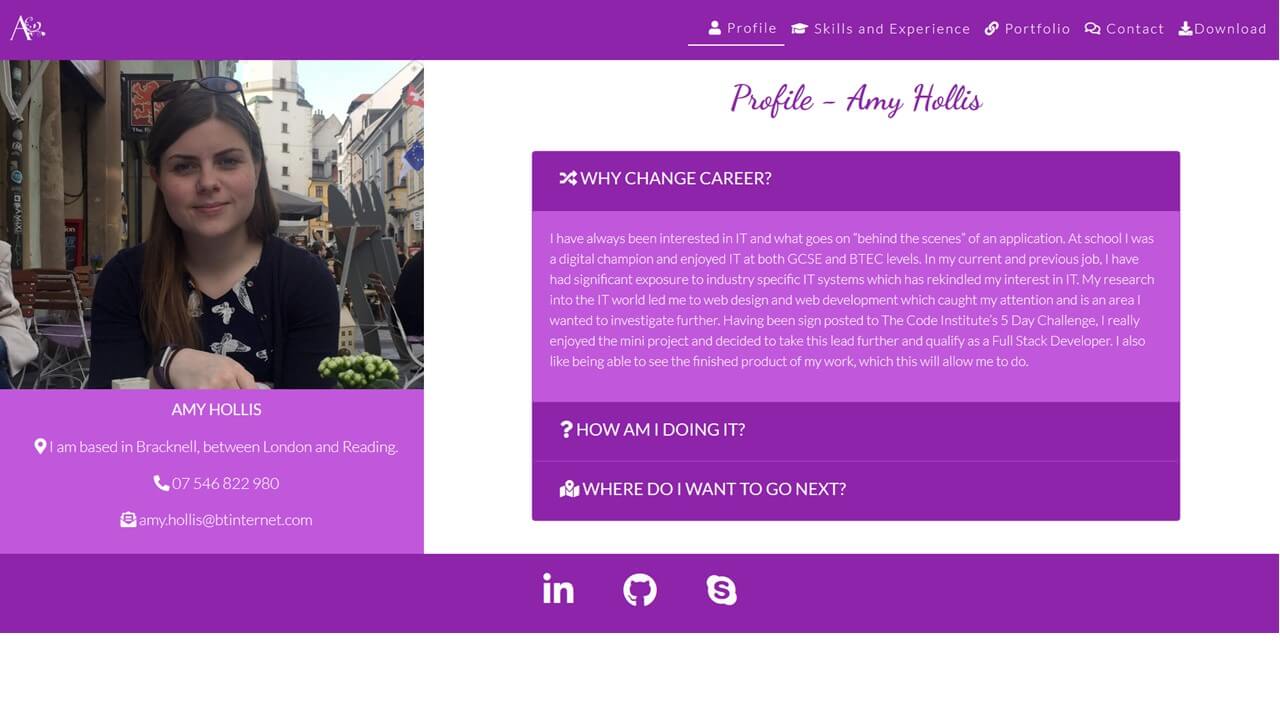 Profile
Skills and Experience
Portfolio
Contact
Download
Profile - Amy Hollis
WHY CHANGE CAREER?
I have always been interested in IT and what goes on “behind the scenes” of an application. At school I was
a digital champion and enjoyed IT at both GCSE and BTEC levels. In my current and previous job, I have
had significant exposure to industry specific IT systems which has rekindled my interest in IT. My research
into the IT world led me to web design and web development which caught my attention and is an area I
wanted to investigate further. Having been sign posted to The Code Institute’s 5 Day Challenge, I really
enjoyed the mini project and decided to take this lead further and qualify as a Full Stack Developer. I also
like being able to see the finished product of my work, which this will allow me to do.
HOW AM I DOING IT?
WHERE DO I WANT TO GO NEXT?
AMY HOLLIS
I am based in Bracknell, between London and Reading.
07 546 822 980
amy.hollis@btinternet.com
in